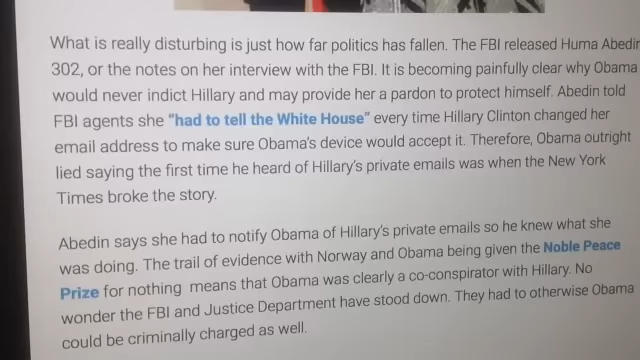 What is really disturbing is just how far politics has fallen. The FBI released Huma Abedin
302, or the notes on her interview with the FBI. It is becoming painfully clear why Obama
would never indict Hillary and may provide her a pardon to protect himself. Abedin told
FBI agents she "had to tell the White House" every time Hillary Clinton changed her
email address to make sure Obama's device would accept it. Therefore, Obama outright
lied saying the first time he heard of Hillary's private emails was when the New York
Times broke the story.
Abedin says she had to notify Obama of Hillary's private emails so he knew what she
was doing. The trail of evidence with Norway and Obama being given the Noble Peace
Prize for nothing means that Obama was clearly a co-conspirator with Hillary. No
wonder the FBI and Justice Department have stood down. They had to otherwise Obama
could be criminally charged as well.